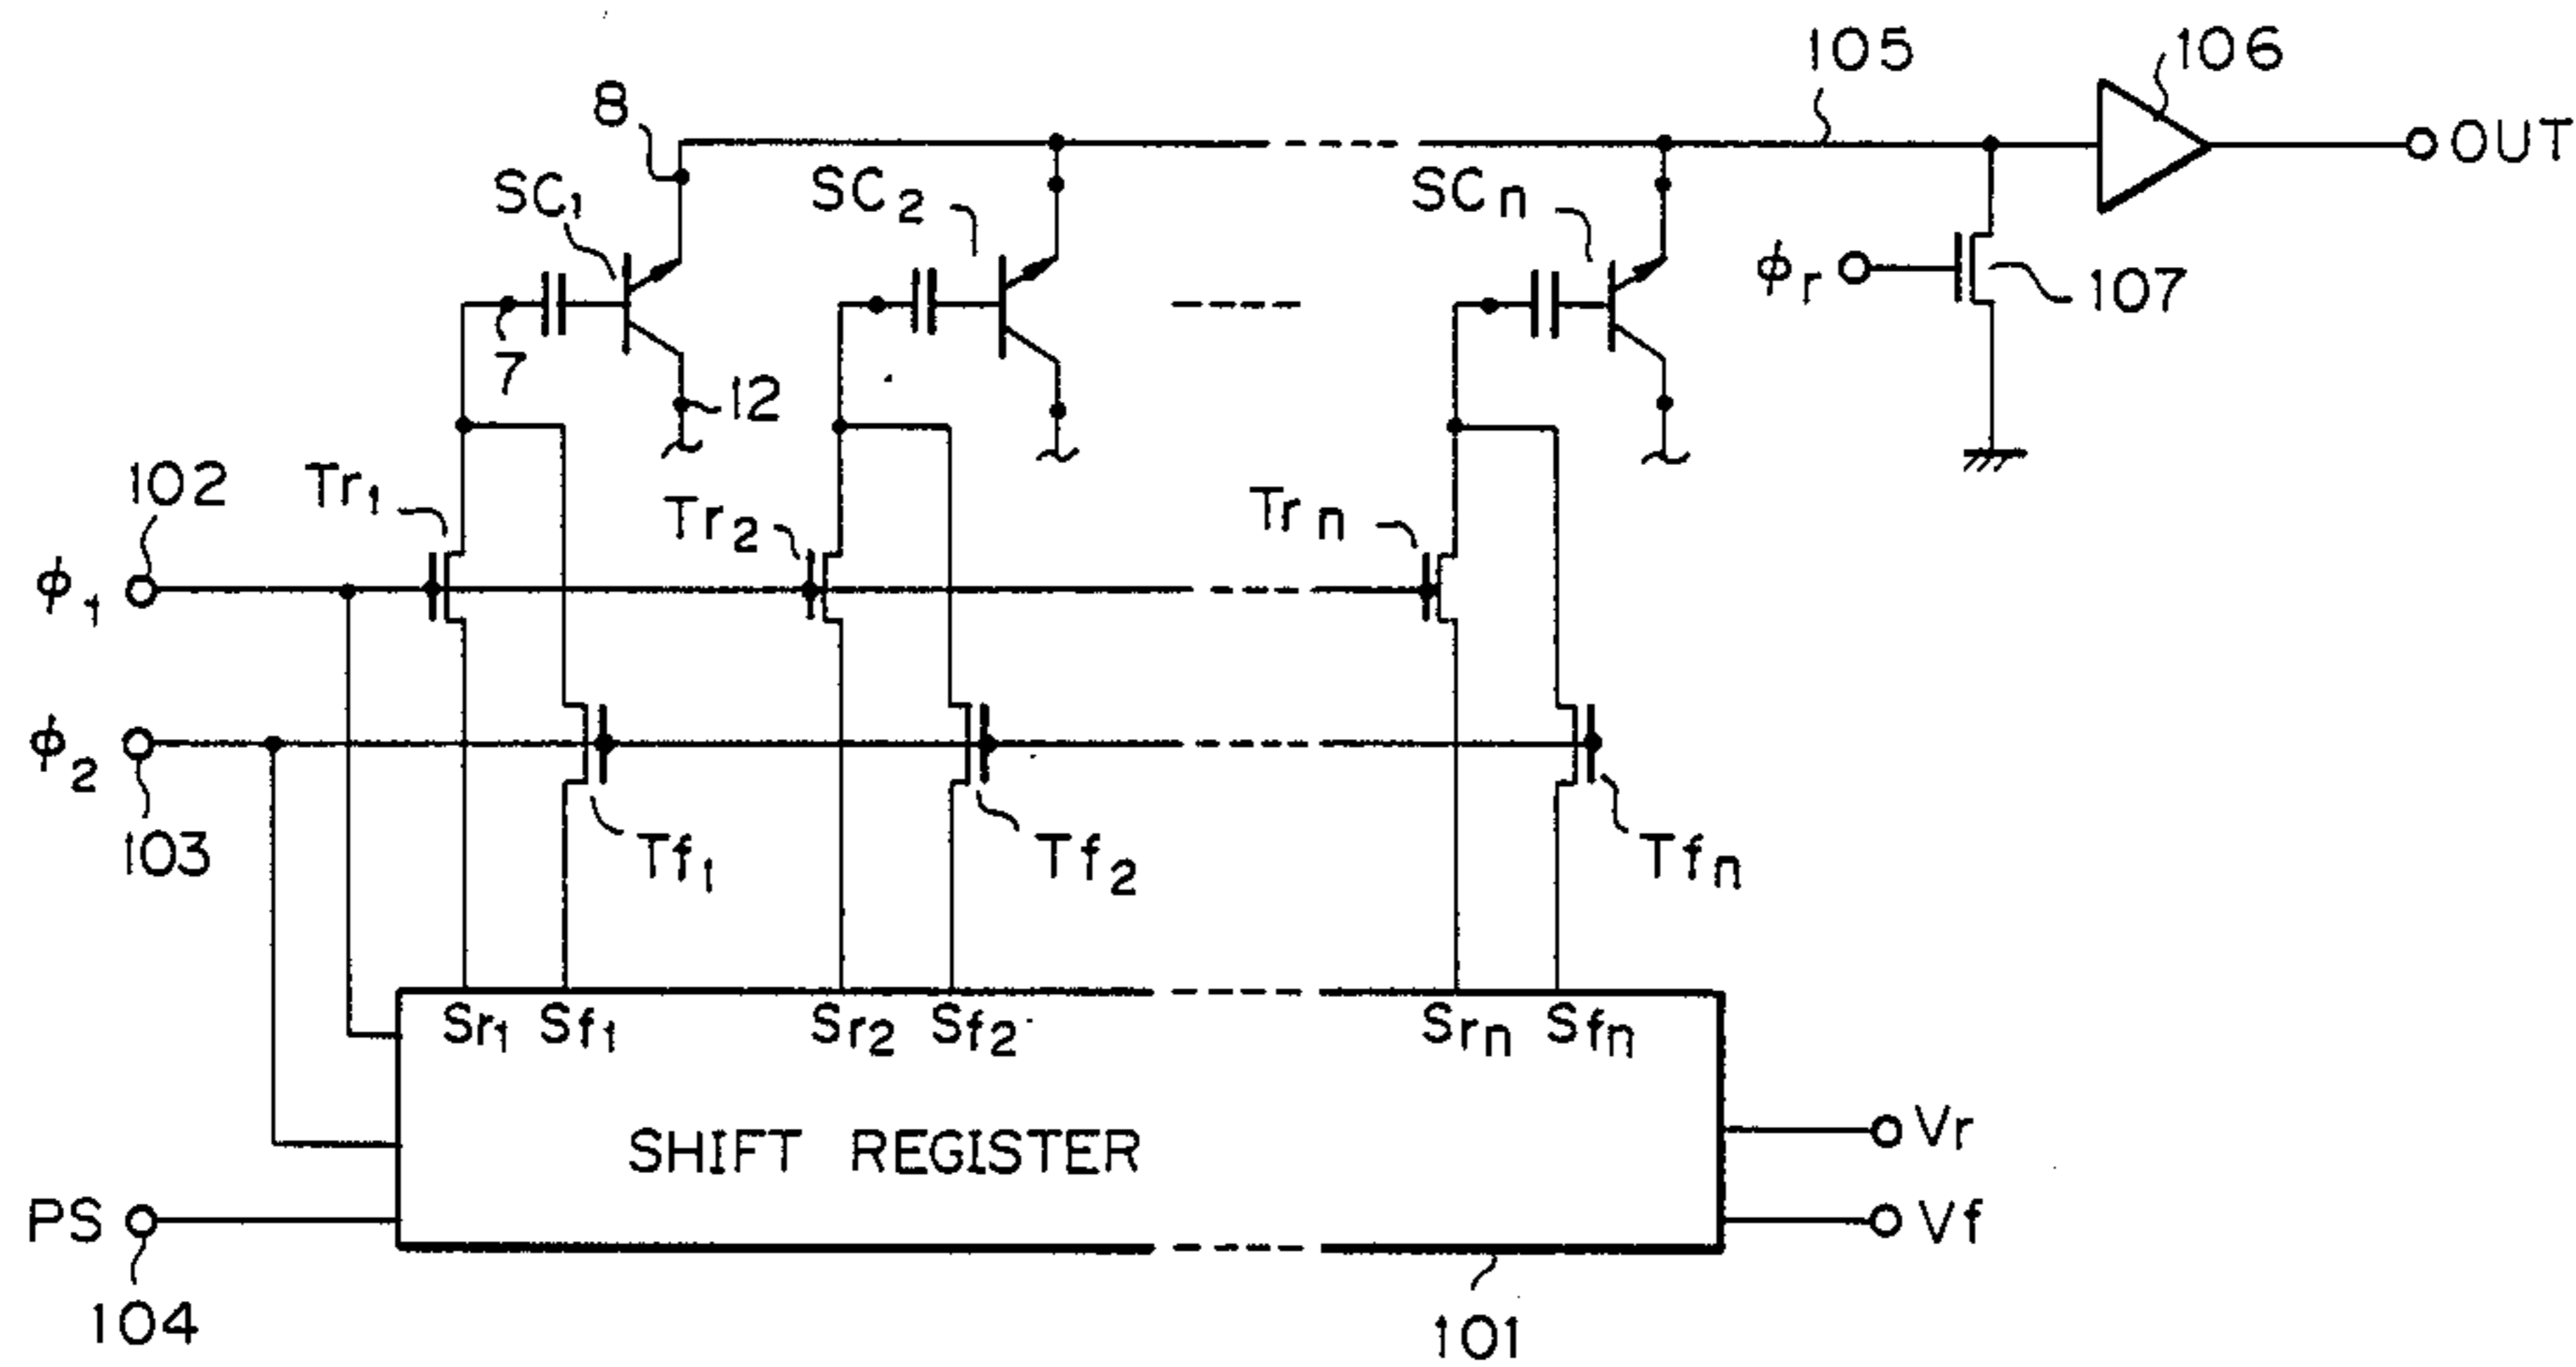 105
106
8
OUT
SC1
SC2
SCn
ϕr
107
7
12
102
Tr1
Tr2
Trn
ϕ1
ϕ2
103
Tf1
Tf2
Tfn
Sr1 Sf1 Sr2 Sf2 Srn Sfn
SHIFT REGISTER
Vr
PS
Vf
104
101